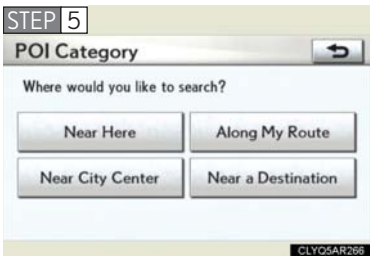 STEP 5
POI Category
Where would you like to search?
Near Here
Along My Route
Near City Center
Near a Destination
CLYQ5AR266